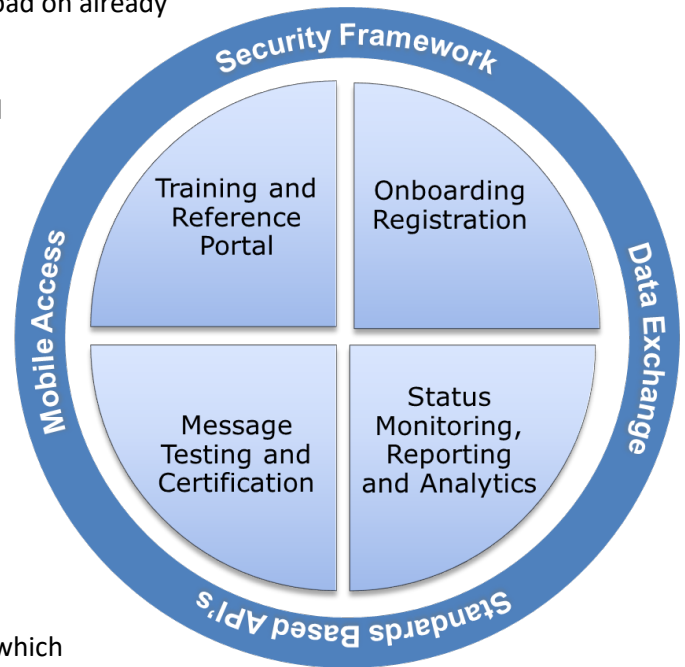 oad on already
Security Framework
Training and
Reference
Portal
Onboarding
Registration
Mobile Access
Data Exchange
Message
Testing and
Certification
Status
Monitoring,
Reporting
and Analytics
Standards Based API's
which